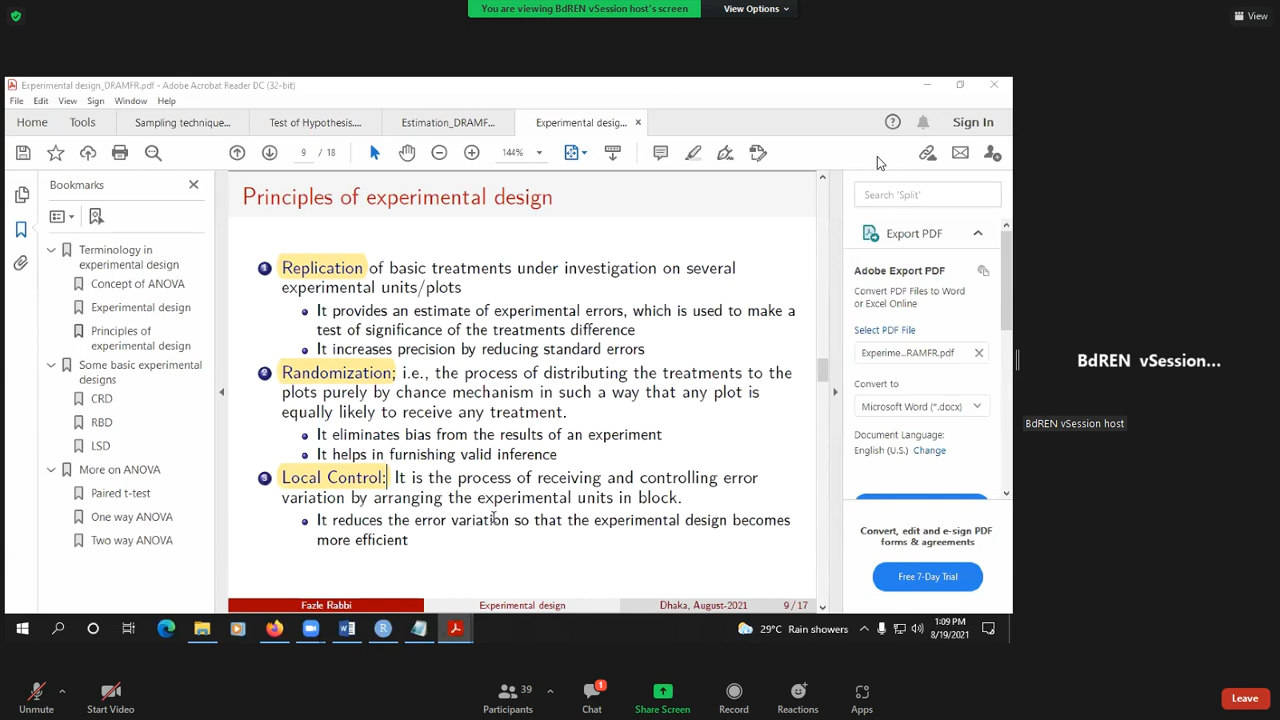 You are viewing BdREN vSession host's screen
View Options
View
Experimental design_DRAMFR.pdf - Adobe Acrobat Reader DC (32-bit)
File Edit View Sign Window Help
Home Tools Sampling technique... Test of Hypothesis.... Estimation_DRAMF... Experimental desig... × Sign In
9 / 18 144%
Bookmarks
Terminology in
experimental design
Concept of ANOVA
Experimental design
Principles of
experimental design
Some basic experimental
designs
CRD
RBD
LSD
More on ANOVA
Paired t-test
One way ANOVA
Two way ANOVA
Principles of experimental design
1 Replication of basic treatments under investigation on several
experimental units/plots
It provides an estimate of experimental errors, which is used to make a
test of significance of the treatments difference
It increases precision by reducing standard errors
2 Randomization; i.e., the process of distributing the treatments to the
plots purely by chance mechanism in such a way that any plot is
equally likely to receive any treatment.
It eliminates bias from the results of an experiment
It helps in furnishing valid inference
3 Local Control: It is the process of receiving and controlling error
variation by arranging the experimental units in block.
It reduces the error variation so that the experimental design becomes
more efficient
Fazle Rabbi Experimental design Dhaka, August-2021 9 / 17
Search 'Split'
Export PDF
Adobe Export PDF
Convert PDF Files to Word
or Excel Online
Select PDF File
Experime...RAMFR.pdf
Convert to
Microsoft Word (*.docx)
Document Language:
English (U.S.) Change
Convert, edit and e-sign PDF
forms & agreements
Free 7-Day Trial
BdREN vSession...
BdREN vSession host
29°C Rain showers
1:09 PM
8/19/2021
Unmute
Start Video
39
Participants
1
Chat
Share Screen
Record
Reactions
Apps
Leave